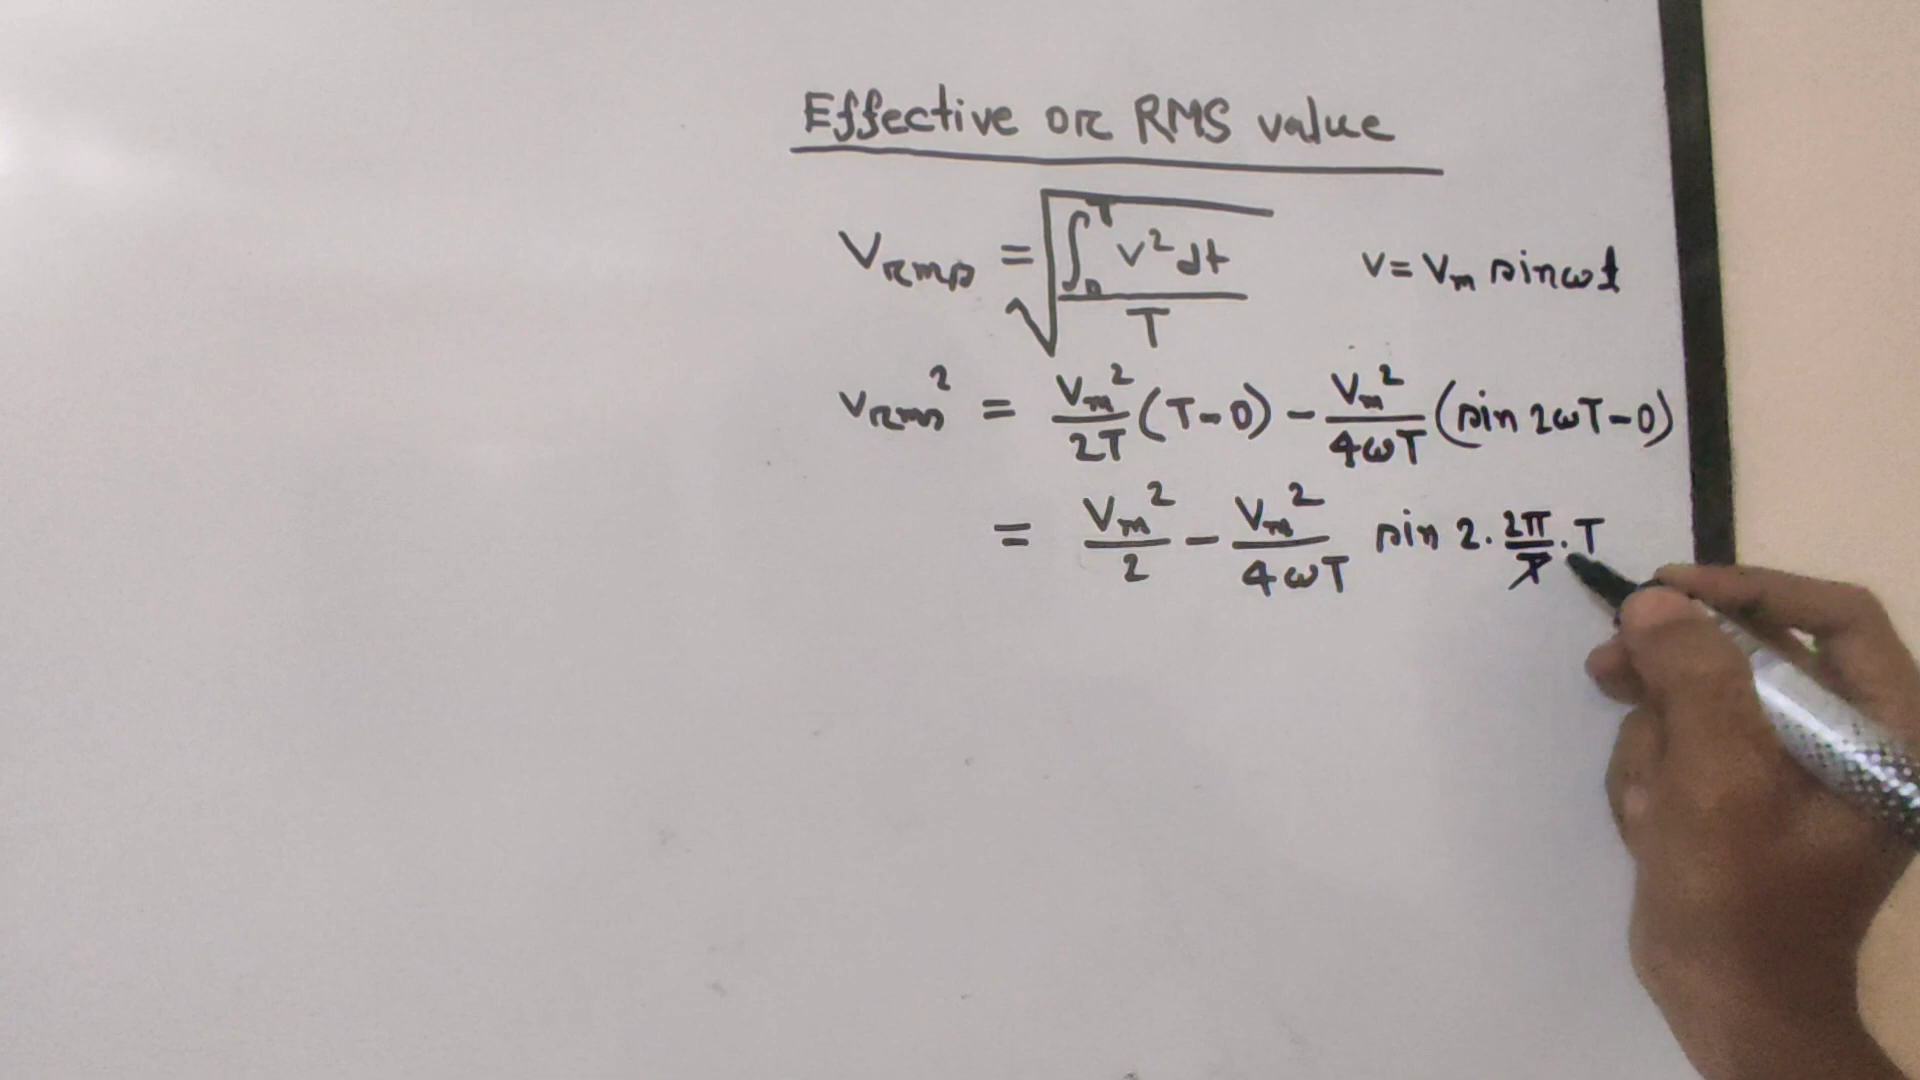 Effective or RMS value
Vrms = √(∫₀ᵀ v² dt / T)   v = Vm sinωt
Vrms² = Vm²/2T (T-0) - Vm²/4ωT (sin 2ωT-0)
= Vm²/2 - Vm²/4ωT sin 2. 2π/T . T